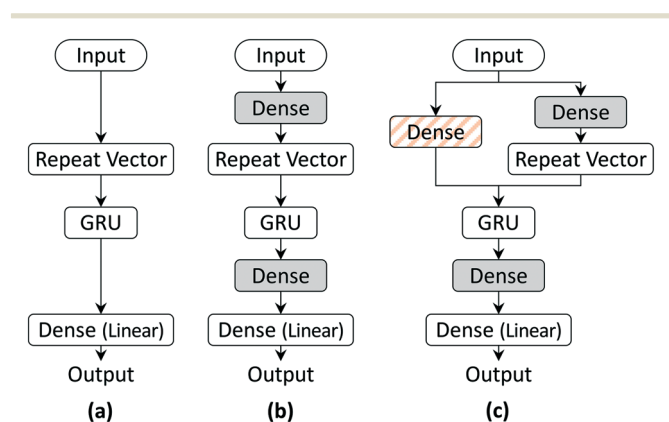 Input
Repeat Vector
GRU
Dense (Linear)
Output
(a)
Input
Dense
Repeat Vector
GRU
Dense
Dense (Linear)
Output
(b)
Input
Dense
Dense
Repeat Vector
GRU
Dense
Dense (Linear)
Output
(c)